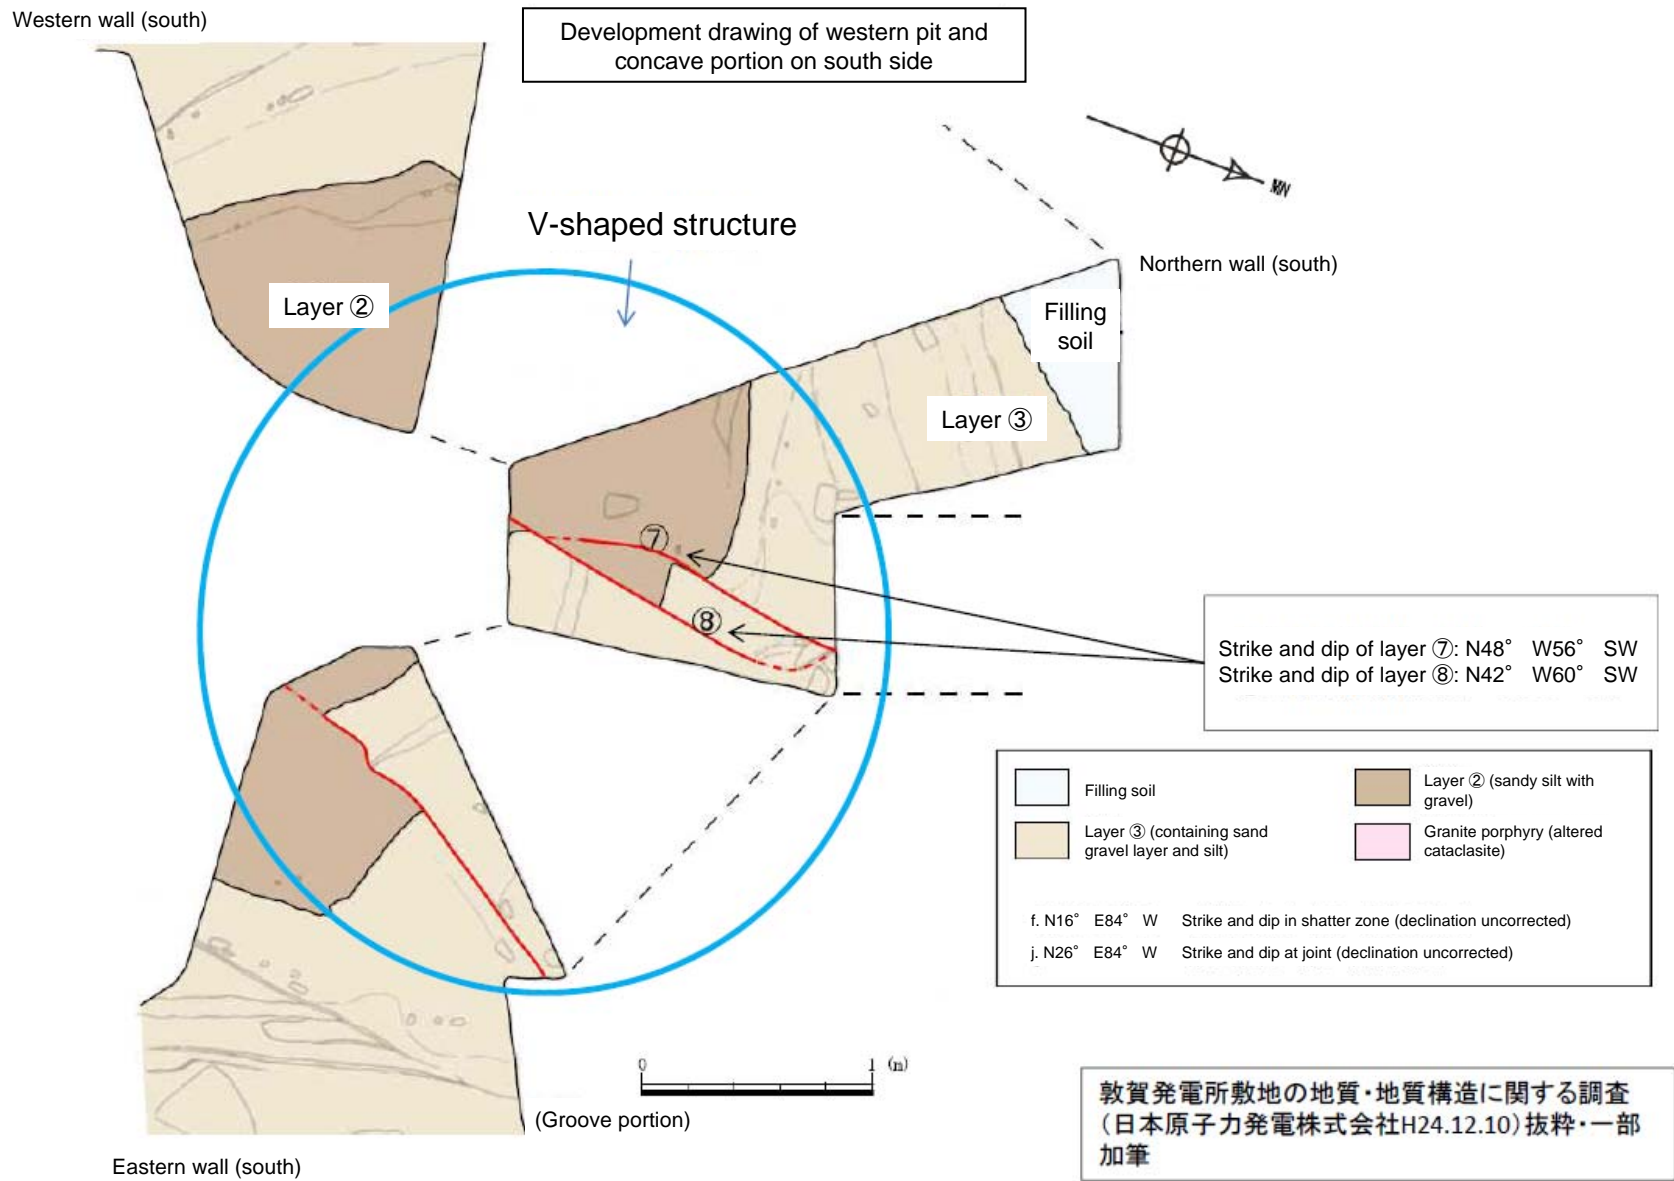 Western wall (south)
Development drawing of western pit and
concave portion on south side
MN
V-shaped structure
Northern wall (south)
Layer ②
Filling
soil
Layer ③
⑦
⑧
Strike and dip of layer ⑦: N48° W56° SW
Strike and dip of layer ⑧: N42° W60° SW
Filling soil
Layer ② (sandy silt with
gravel)
Layer ③ (containing sand
gravel layer and silt)
Granite porphyry (altered
cataclasite)
f. N16° E84° W Strike and dip in shatter zone (declination uncorrected)
j. N26° E84° W Strike and dip at joint (declination uncorrected)
0 1 (m)
(Groove portion)
Eastern wall (south)
敦賀発電所敷地の地質・地質構造に関する調査
(日本原子力発電株式会社H24.12.10)抜粋・一部
加筆